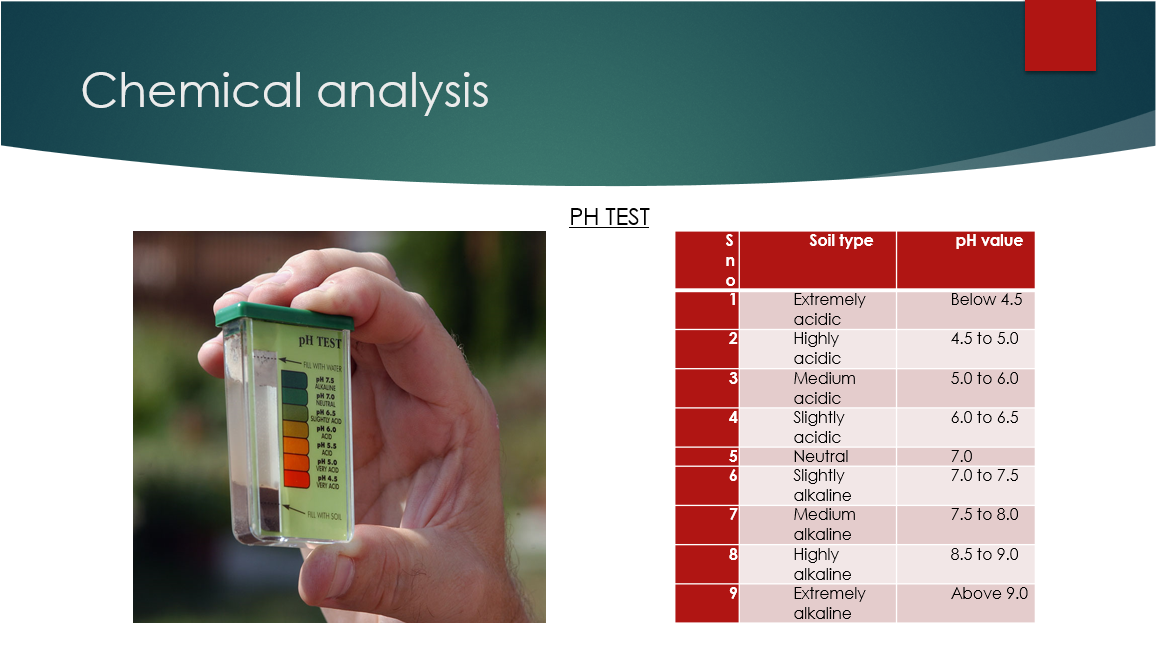 Chemical analysis
PH TEST
pH TEST
FILL WITH WATER
pH 7.5
ALKALINE
pH 7.0
NEUTRAL
pH 6.5
SLIGHTLY ACID
pH 6.0
ACID
pH 5.5
ACID
pH 5.0
VERY ACID
pH 4.5
VERY ACID
FILL WITH SOIL
S Soil type pH value
n
o
1 Extremely Below 4.5
acidic
2 Highly 4.5 to 5.0
acidic
3 Medium 5.0 to 6.0
acidic
4 Slightly 6.0 to 6.5
acidic
5 Neutral 7.0
6 Slightly 7.0 to 7.5
alkaline
7 Medium 7.5 to 8.0
alkaline
8 Highly 8.5 to 9.0
alkaline
9 Extremely Above 9.0
alkaline